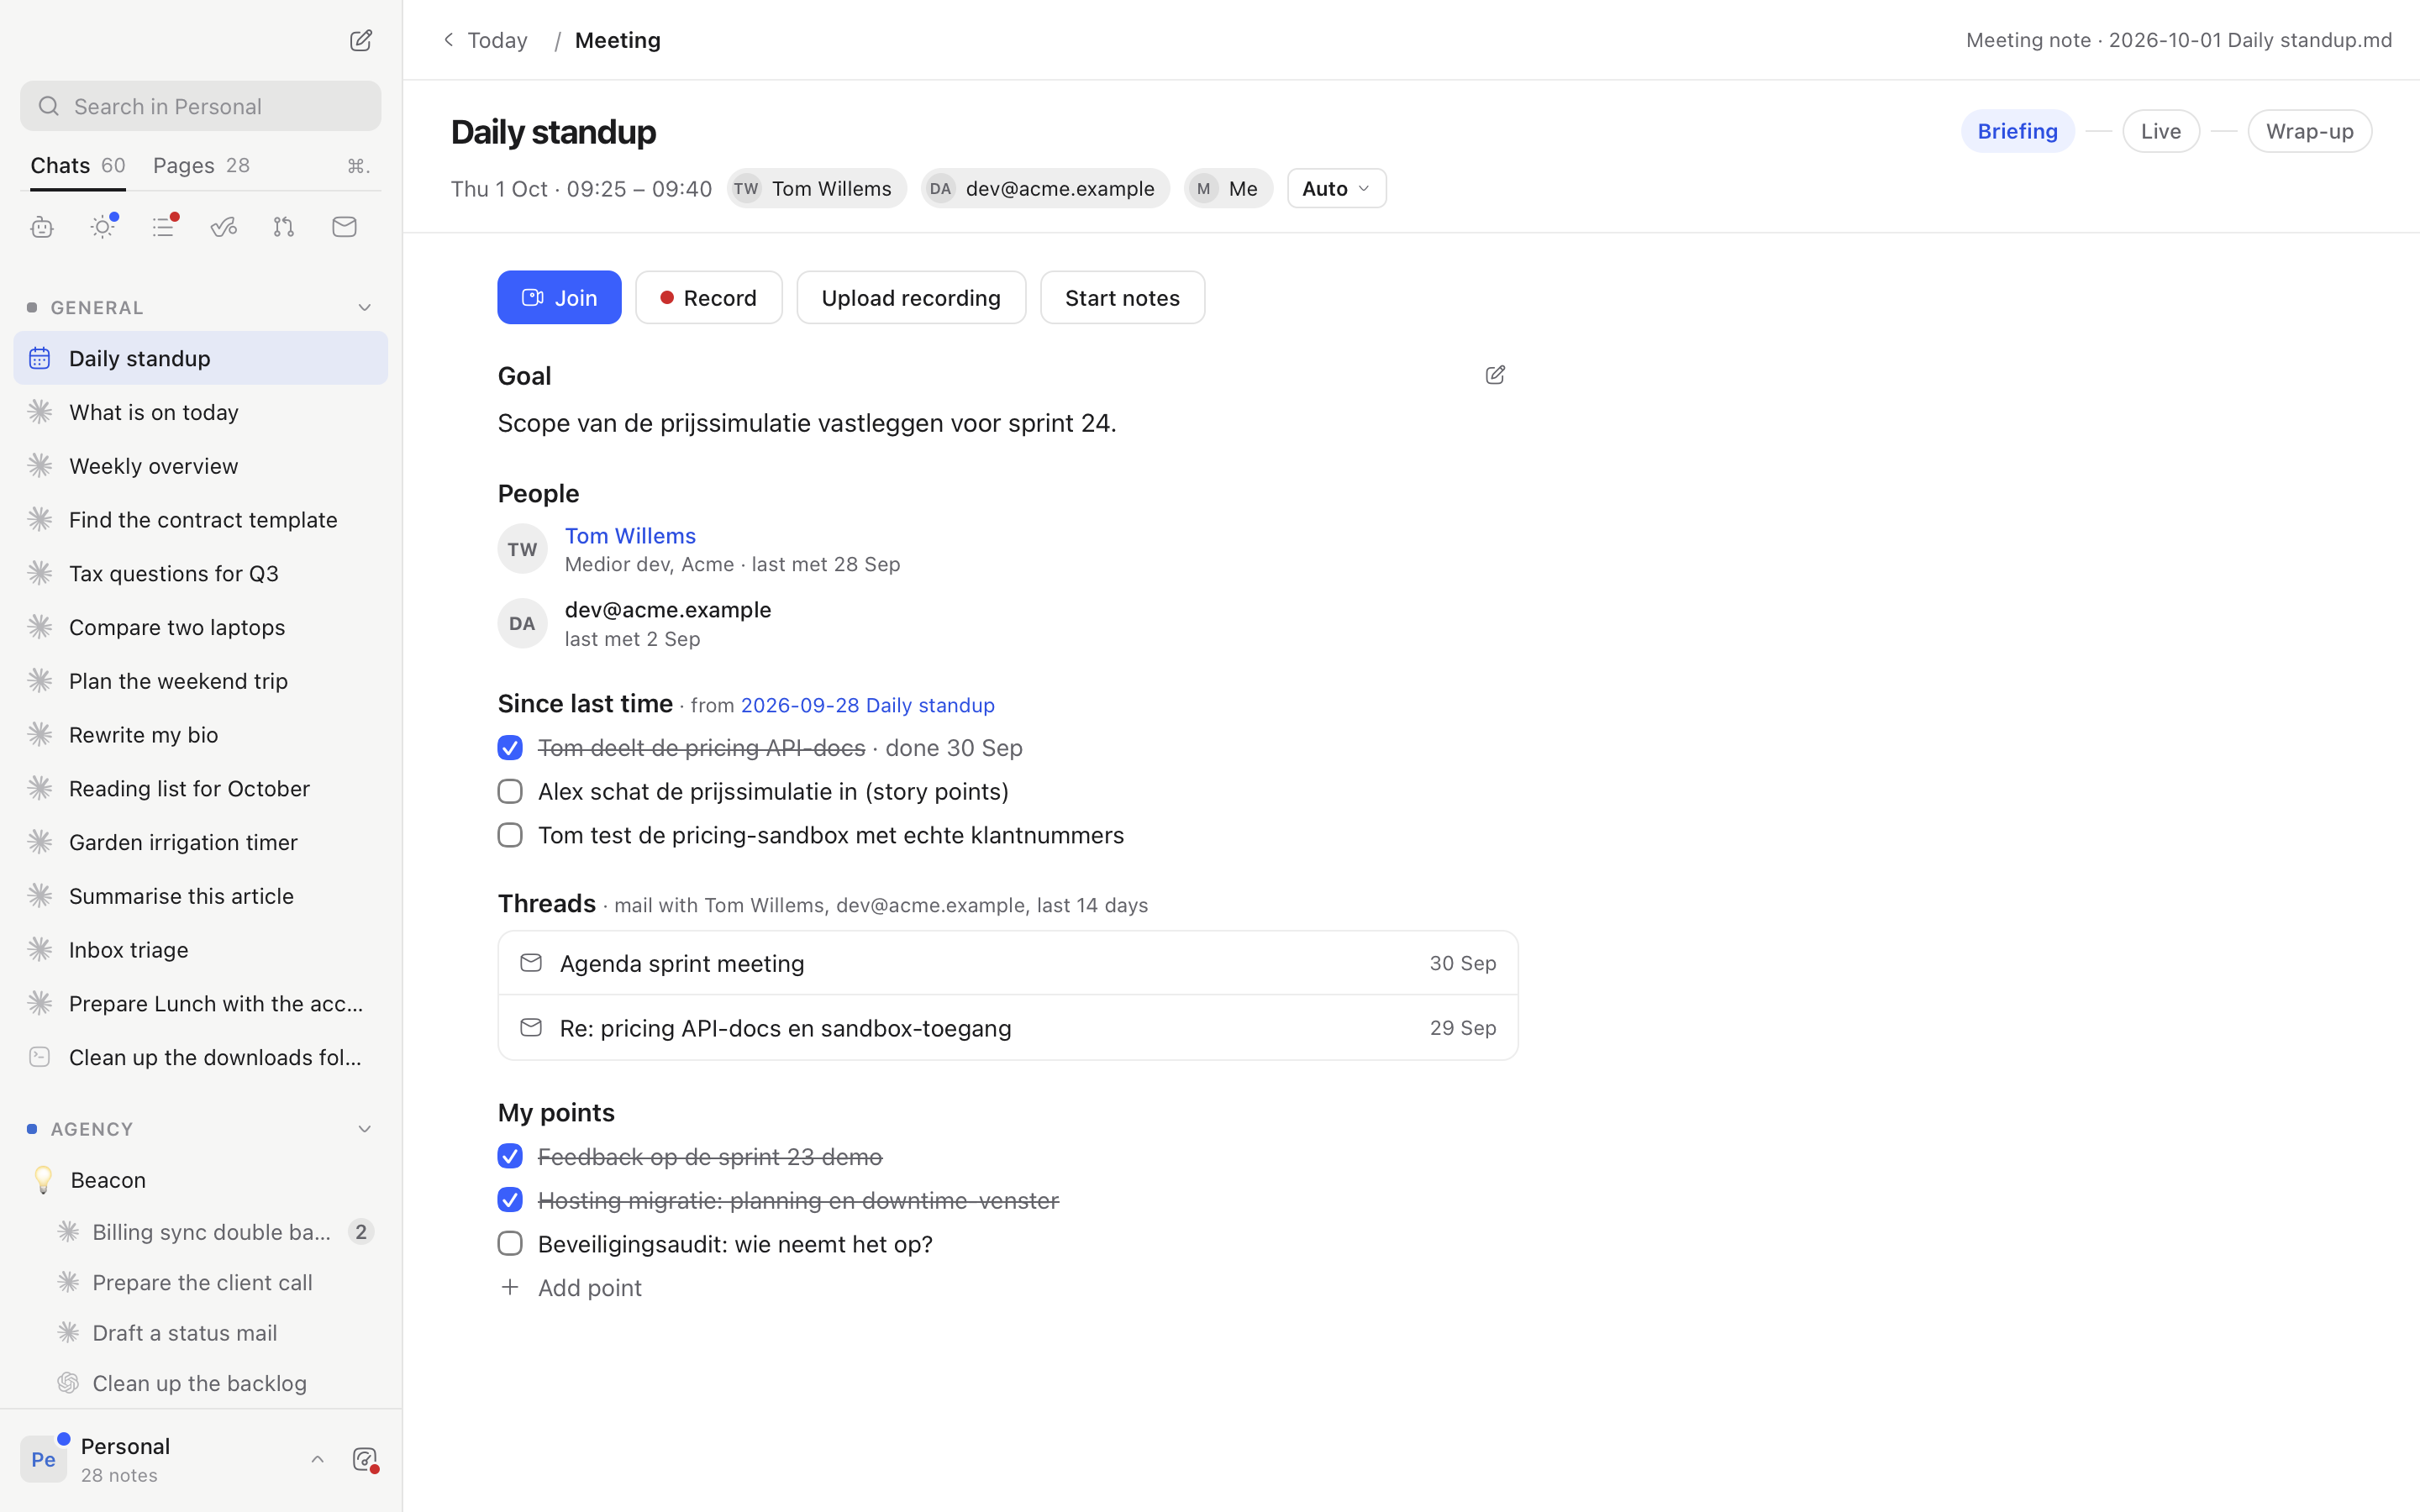 Search in Personal
Chats 60 Pages 28 ⌘.
GENERAL
Daily standup
What is on today
Weekly overview
Find the contract template
Tax questions for Q3
Compare two laptops
Plan the weekend trip
Rewrite my bio
Reading list for October
Garden irrigation timer
Summarise this article
Inbox triage
Prepare Lunch with the acc...
Clean up the downloads fol...
AGENCY
Beacon
Billing sync double ba... 2
Prepare the client call
Draft a status mail
Clean up the backlog
Pe Personal
28 notes
Today / Meeting
Meeting note · 2026-10-01 Daily standup.md
Daily standup
Briefing Live Wrap-up
Thu 1 Oct · 09:25 – 09:40 TW Tom Willems DA dev@acme.example M Me Auto
Join Record Upload recording Start notes
Goal
Scope van de prijssimulatie vastleggen voor sprint 24.
People
TW Tom Willems
Medior dev, Acme · last met 28 Sep
DA dev@acme.example
last met 2 Sep
Since last time · from 2026-09-28 Daily standup
Tom deelt de pricing API-docs · done 30 Sep
Alex schat de prijssimulatie in (story points)
Tom test de pricing-sandbox met echte klantnummers
Threads · mail with Tom Willems, dev@acme.example, last 14 days
Agenda sprint meeting 30 Sep
Re: pricing API-docs en sandbox-toegang 29 Sep
My points
Feedback op de sprint 23 demo
Hosting migratie: planning en downtime-venster
Beveiligingsaudit: wie neemt het op?
Add point